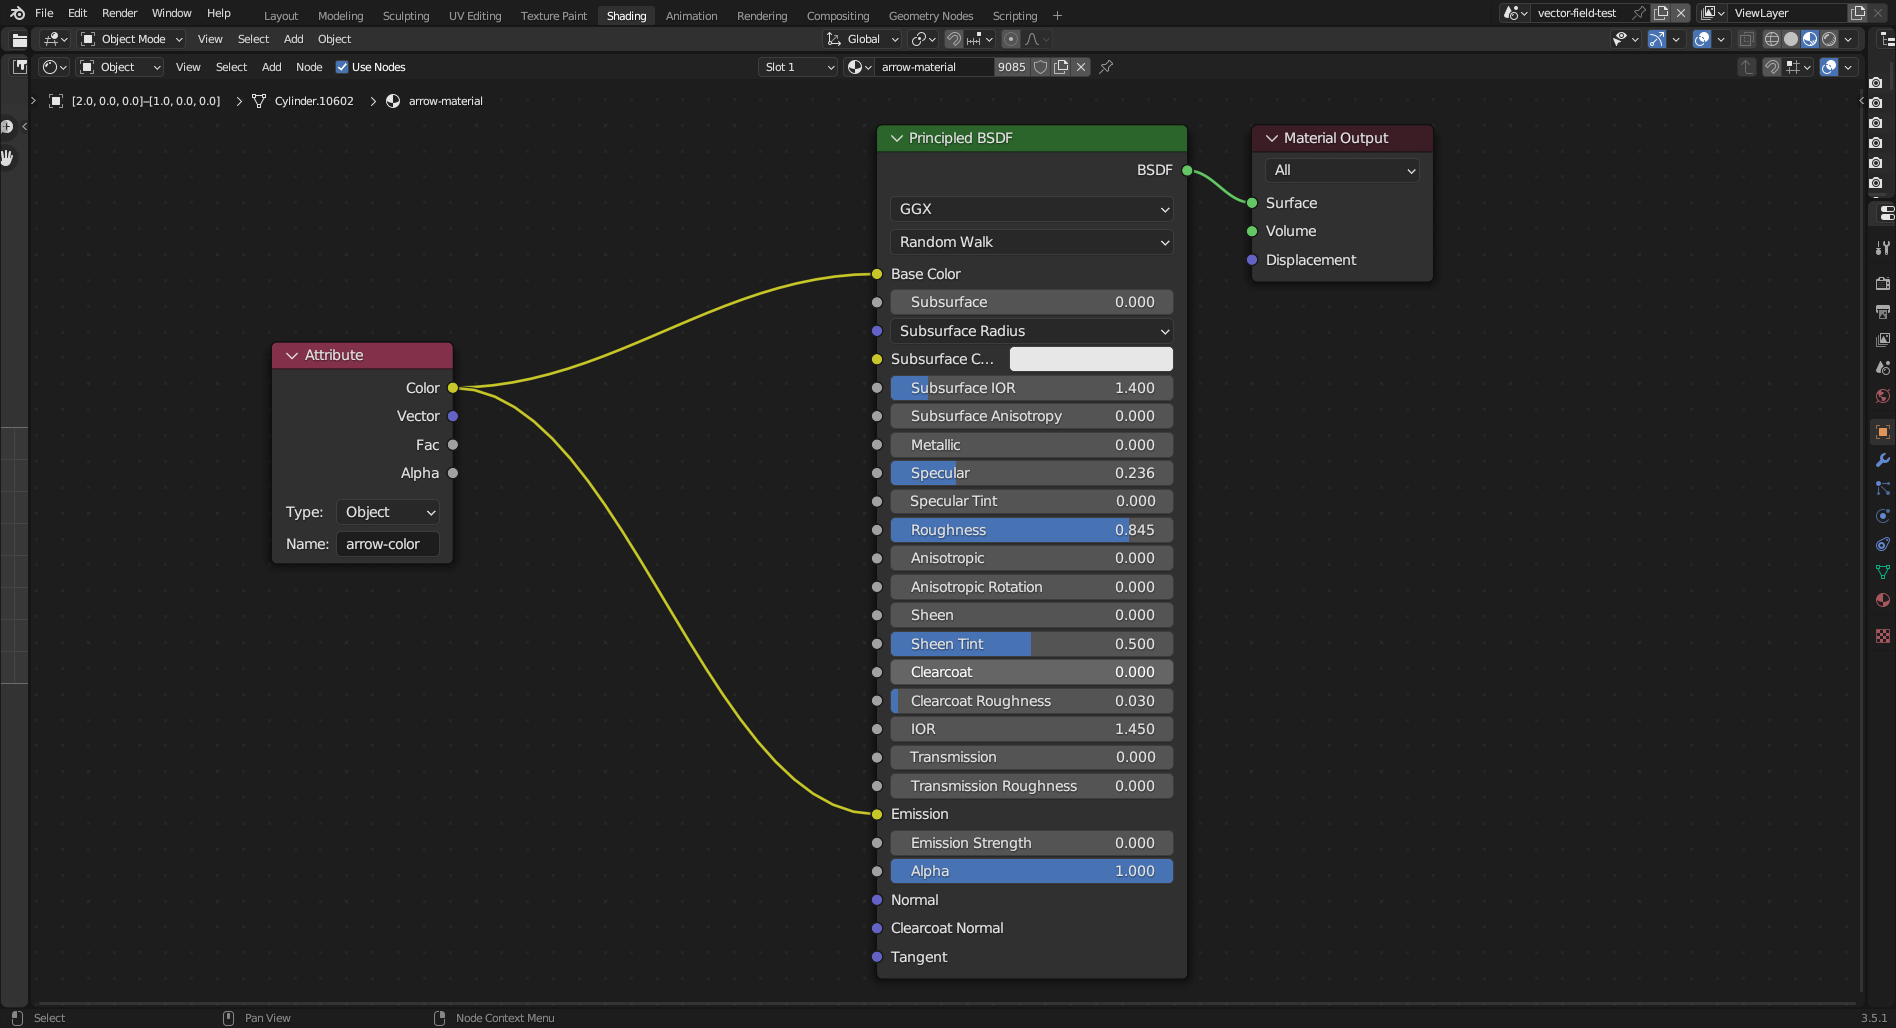 File Edit Render Window Help Layout Modeling Sculpting UV Editing Texture Paint Shading Animation Rendering Compositing Geometry Nodes Scripting + vector-field-test ViewLayer
Object Mode View Select Add Object Global
Object View Select Add Node Use Nodes Slot 1 arrow-material 9085
[2.0, 0.0, 0.0]–[1.0, 0.0, 0.0] > Cylinder.10602 > arrow-material
Attribute
Color
Vector
Fac
Alpha
Type: Object
Name: arrow-color
Principled BSDF
BSDF
GGX
Random Walk
Base Color
Subsurface 0.000
Subsurface Radius
Subsurface C...
Subsurface IOR 1.400
Subsurface Anisotropy 0.000
Metallic 0.000
Specular 0.236
Specular Tint 0.000
Roughness 0.845
Anisotropic 0.000
Anisotropic Rotation 0.000
Sheen 0.000
Sheen Tint 0.500
Clearcoat 0.000
Clearcoat Roughness 0.030
IOR 1.450
Transmission 0.000
Transmission Roughness 0.000
Emission
Emission Strength 0.000
Alpha 1.000
Normal
Clearcoat Normal
Tangent
Material Output
All
Surface
Volume
Displacement
Select Pan View Node Context Menu 3.5.1